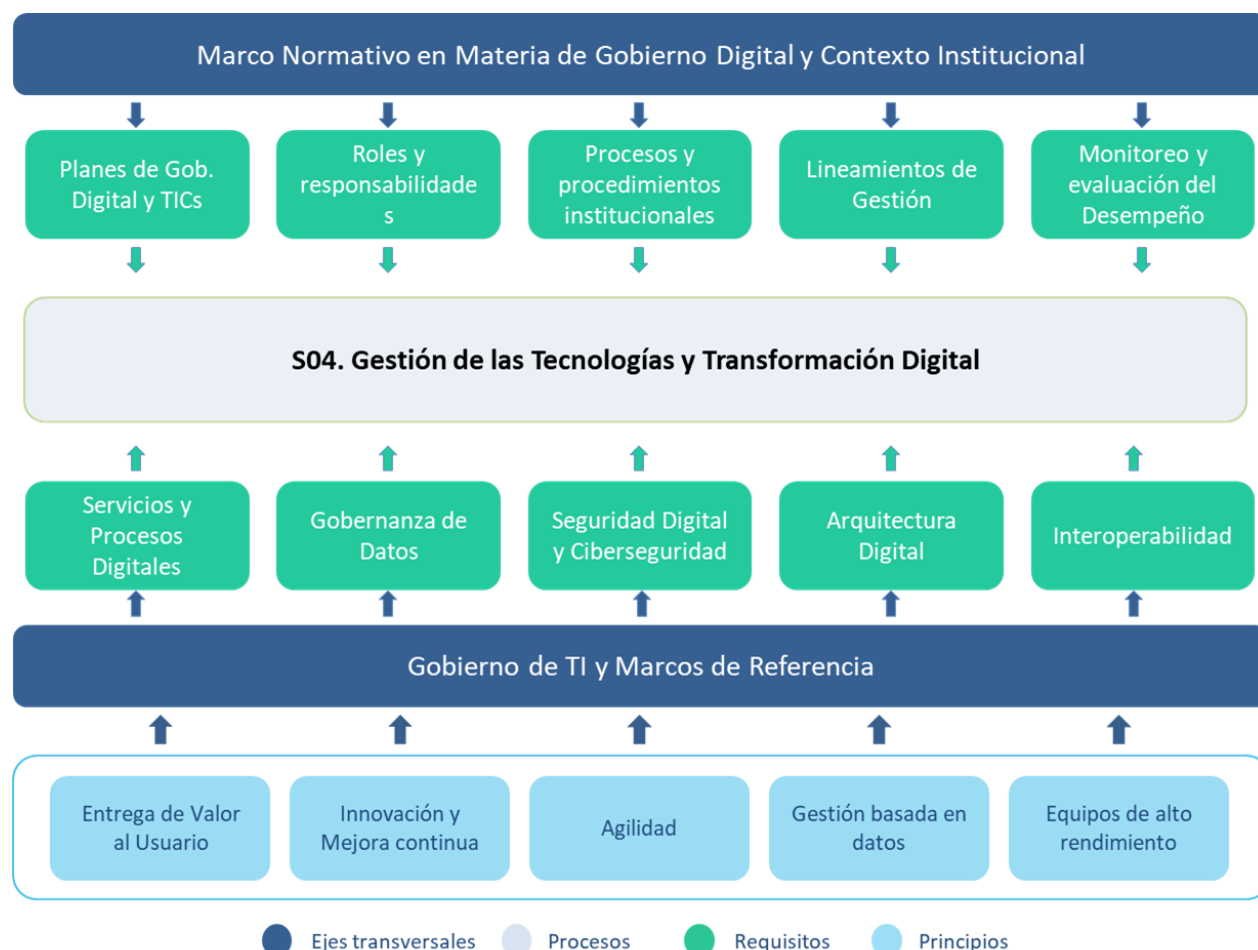 Marco Normativo en Materia de Gobierno Digital y Contexto Institucional
Planes de Gob.
Digital y TICs
Roles y
responsabilidade
s
Procesos y
procedimientos
institucionales
Lineamientos de
Gestión
Monitoreo y
evaluación del
Desempeño
S04. Gestión de las Tecnologías y Transformación Digital
Servicios y
Procesos
Digitales
Gobernanza de
Datos
Seguridad Digital
y Ciberseguridad
Arquitectura
Digital
Interoperabilidad
Gobierno de TI y Marcos de Referencia
Entrega de Valor
al Usuario
Innovación y
Mejora continua
Agilidad
Gestión basada en
datos
Equipos de alto
rendimiento
Ejes transversales
Procesos
Requisitos
Principios